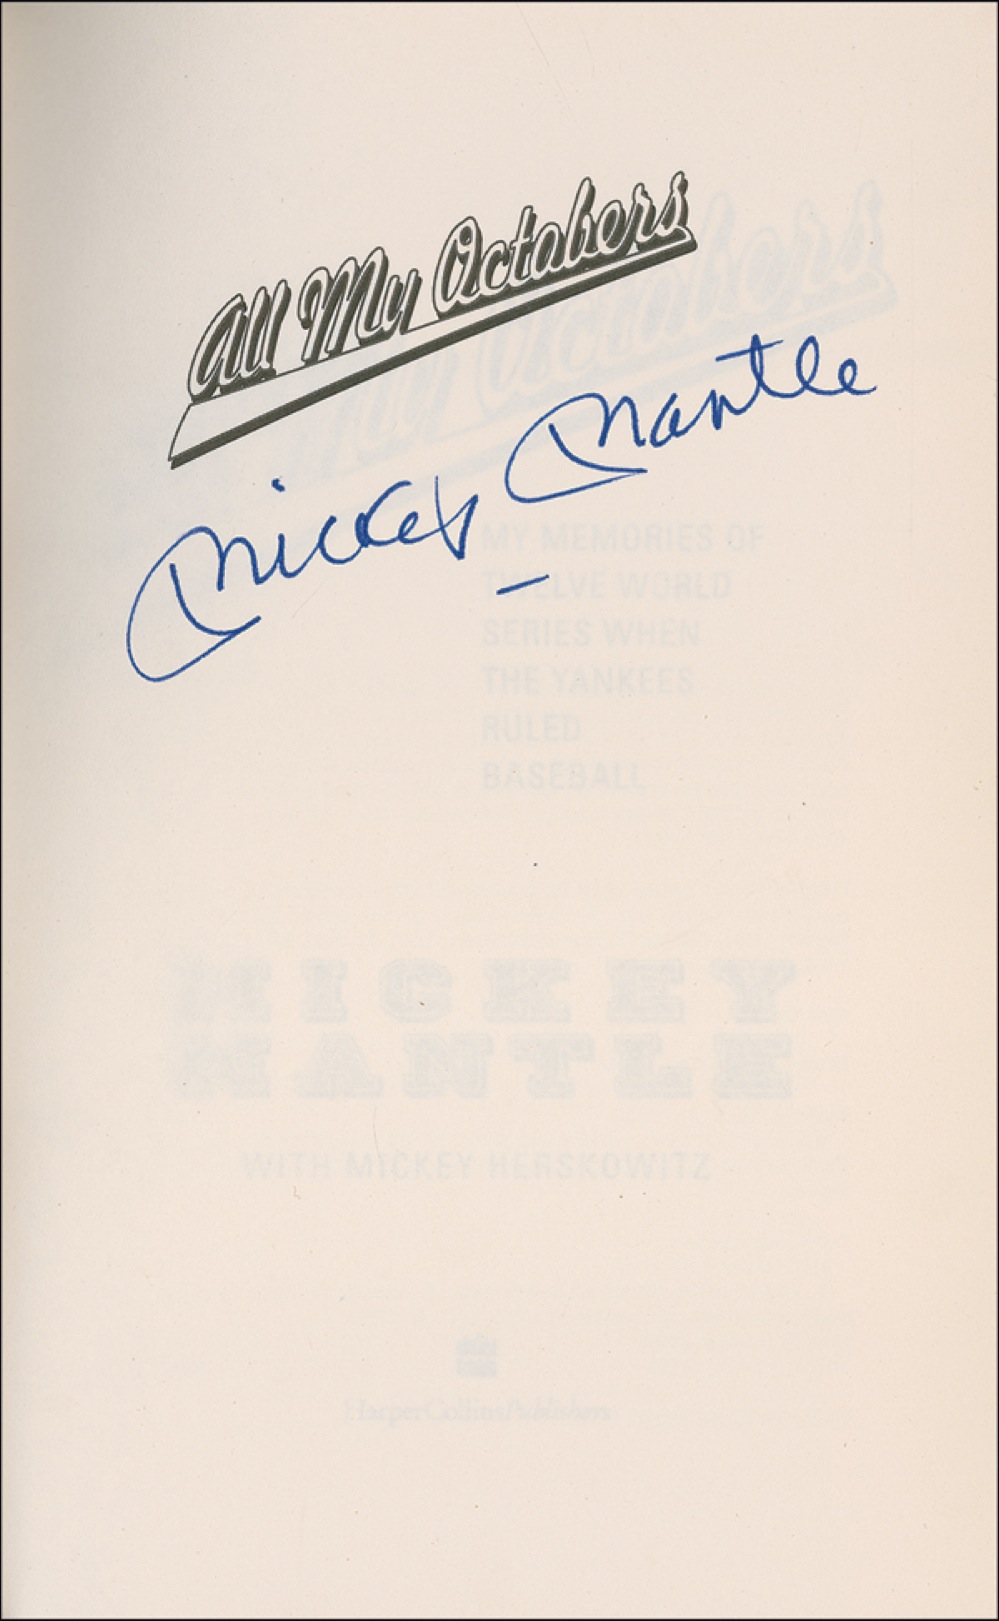 All My Octobers
Mickey Mantle
MY MEMORIES OF
TWELVE WORLD
SERIES WHEN
THE YANKEES
RULED
BASEBALL
MICKEY
MANTLE
WITH MICKEY HERSKOWITZ
HarperCollinsPublishers